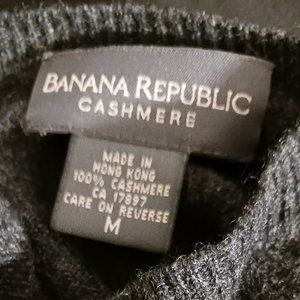 BANANA REPUBLIC
CASHMERE
MADE IN
HONG KONG
100% CASHMERE
CA 17897
CARE ON REVERSE
M